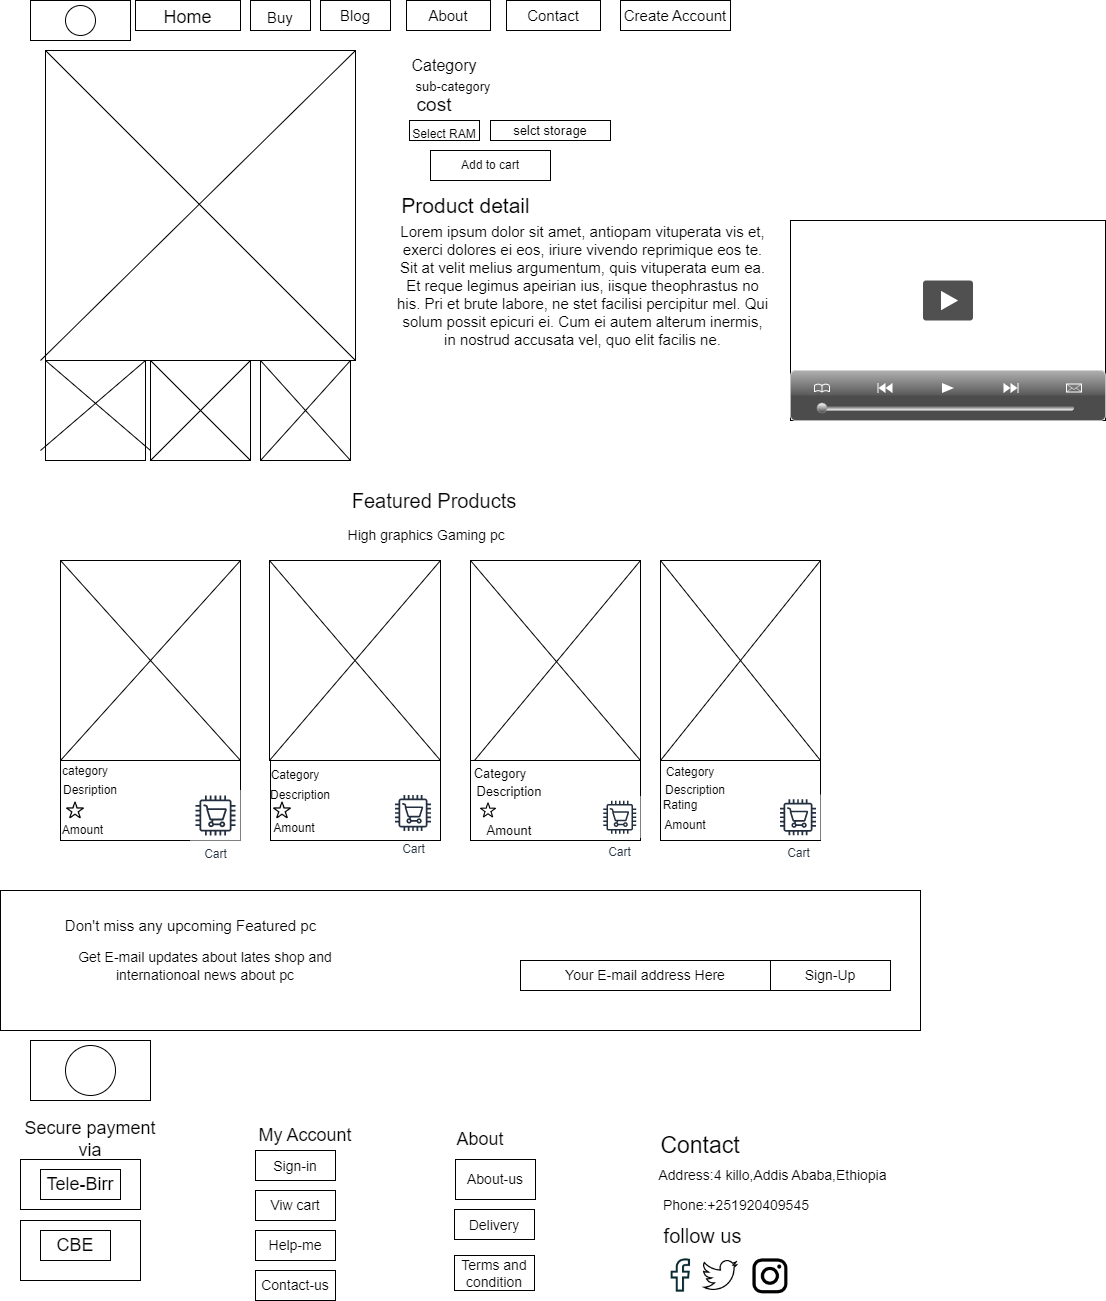 Home
Buy
Blog
About
Contact
Create Account
Category
sub-category
cost
Select RAM
selct storage
Add to cart
Product detail
Lorem ipsum dolor sit amet, antiopam vituperata vis et,
exerci dolores ei eos, iriure vivendo reprimique eos te.
Sit at velit melius argumentum, quis vituperata eum ea.
Et reque legimus apeirian ius, iisque theophrastus no
his. Pri et brute labore, ne stet facilisi percipitur mel. Qui
solum possit epicuri ei. Cum ei autem alterum inermis,
in nostrud accusata vel, quo elit facilis ne.
Featured Products
High graphics Gaming pc
category
Desription
Amount
Cart
Category
Description
Amount
Cart
Category
Description
Amount
Cart
Category
Description
Rating
Amount
Cart
Don't miss any upcoming Featured pc
Get E-mail updates about lates shop and
internationoal news about pc
Your E-mail address Here
Sign-Up
Secure payment
via
Tele-Birr
CBE
My Account
Sign-in
Viw cart
Help-me
Contact-us
About
About-us
Delivery
Terms and
condition
Contact
Address:4 killo,Addis Ababa,Ethiopia
Phone:+251920409545
follow us